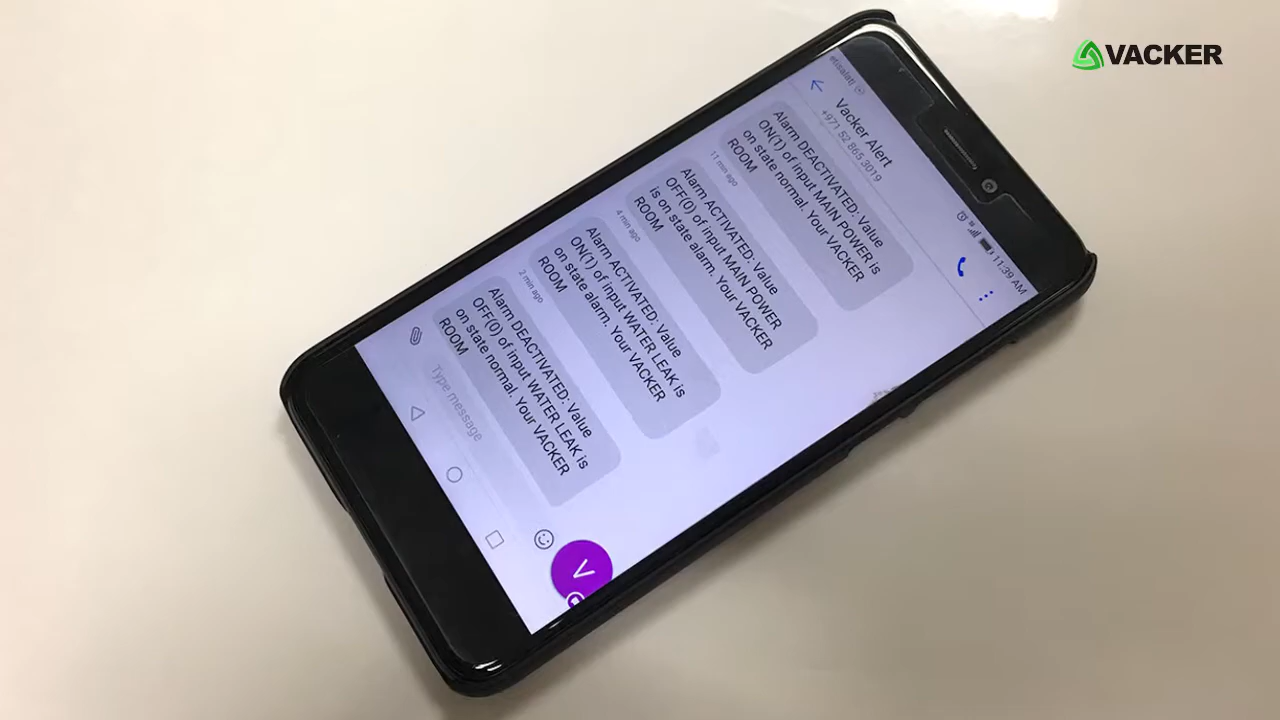 VACKER
etisalat
11:39 AM
Vacker Alert
+971 52 865 3019
Alarm DEACTIVATED: Value
ON(1) of input MAIN POWER is
on state normal. Your VACKER
ROOM
11 min ago
Alarm ACTIVATED: Value
OFF(0) of input MAIN POWER
is on state alarm. Your VACKER
ROOM
4 min ago
Alarm ACTIVATED: Value
ON(1) of input WATER LEAK is
on state alarm. Your VACKER
ROOM
2 min ago
Alarm DEACTIVATED: Value
OFF(0) of input WATER LEAK is
on state normal. Your VACKER
ROOM
Type message
V